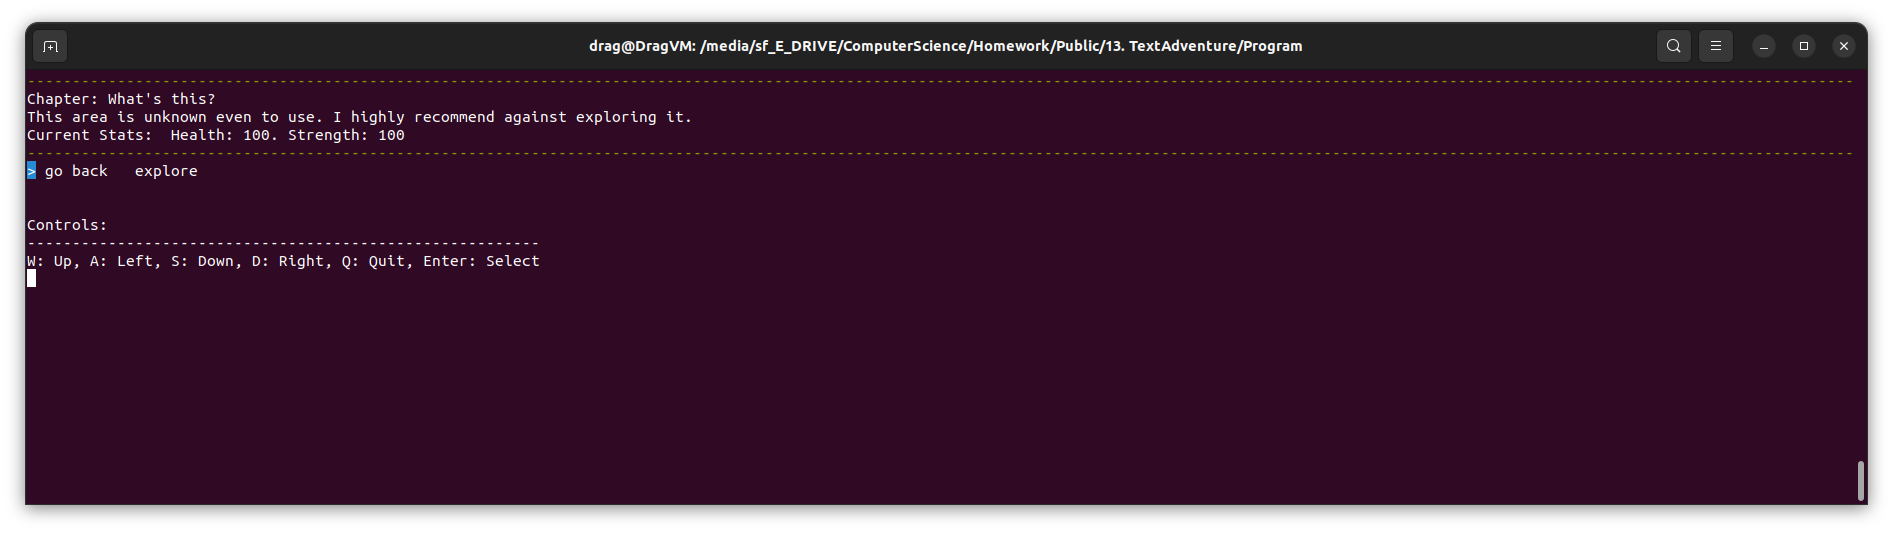 drag@DragVM: /media/sf_E_DRIVE/ComputerScience/Homework/Public/13. TextAdventure/Program
--------------------------------------------------------------------------------------------------------------------------------------------------------------------------------------------------------------
Chapter: What's this?
This area is unknown even to use. I highly recommend against exploring it.
Current Stats:  Health: 100. Strength: 100
--------------------------------------------------------------------------------------------------------------------------------------------------------------------------------------------------------------
> go back   explore
Controls:
---------------------------------------------------------
W: Up, A: Left, S: Down, D: Right, Q: Quit, Enter: Select